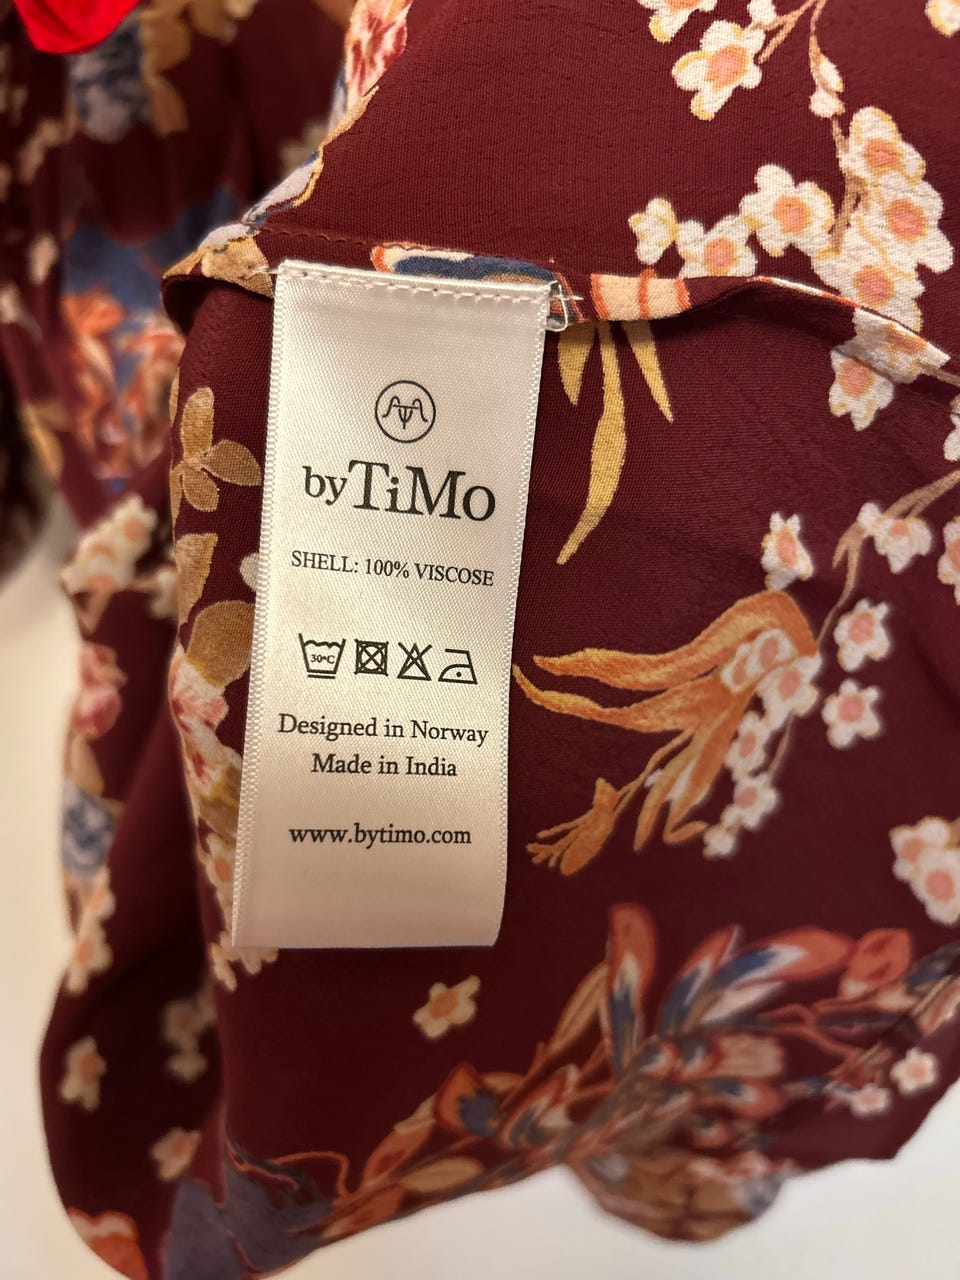 byTiMo
SHELL: 100% VISCOSE
30°C
Designed in Norway
Made in India
www.bytimo.com